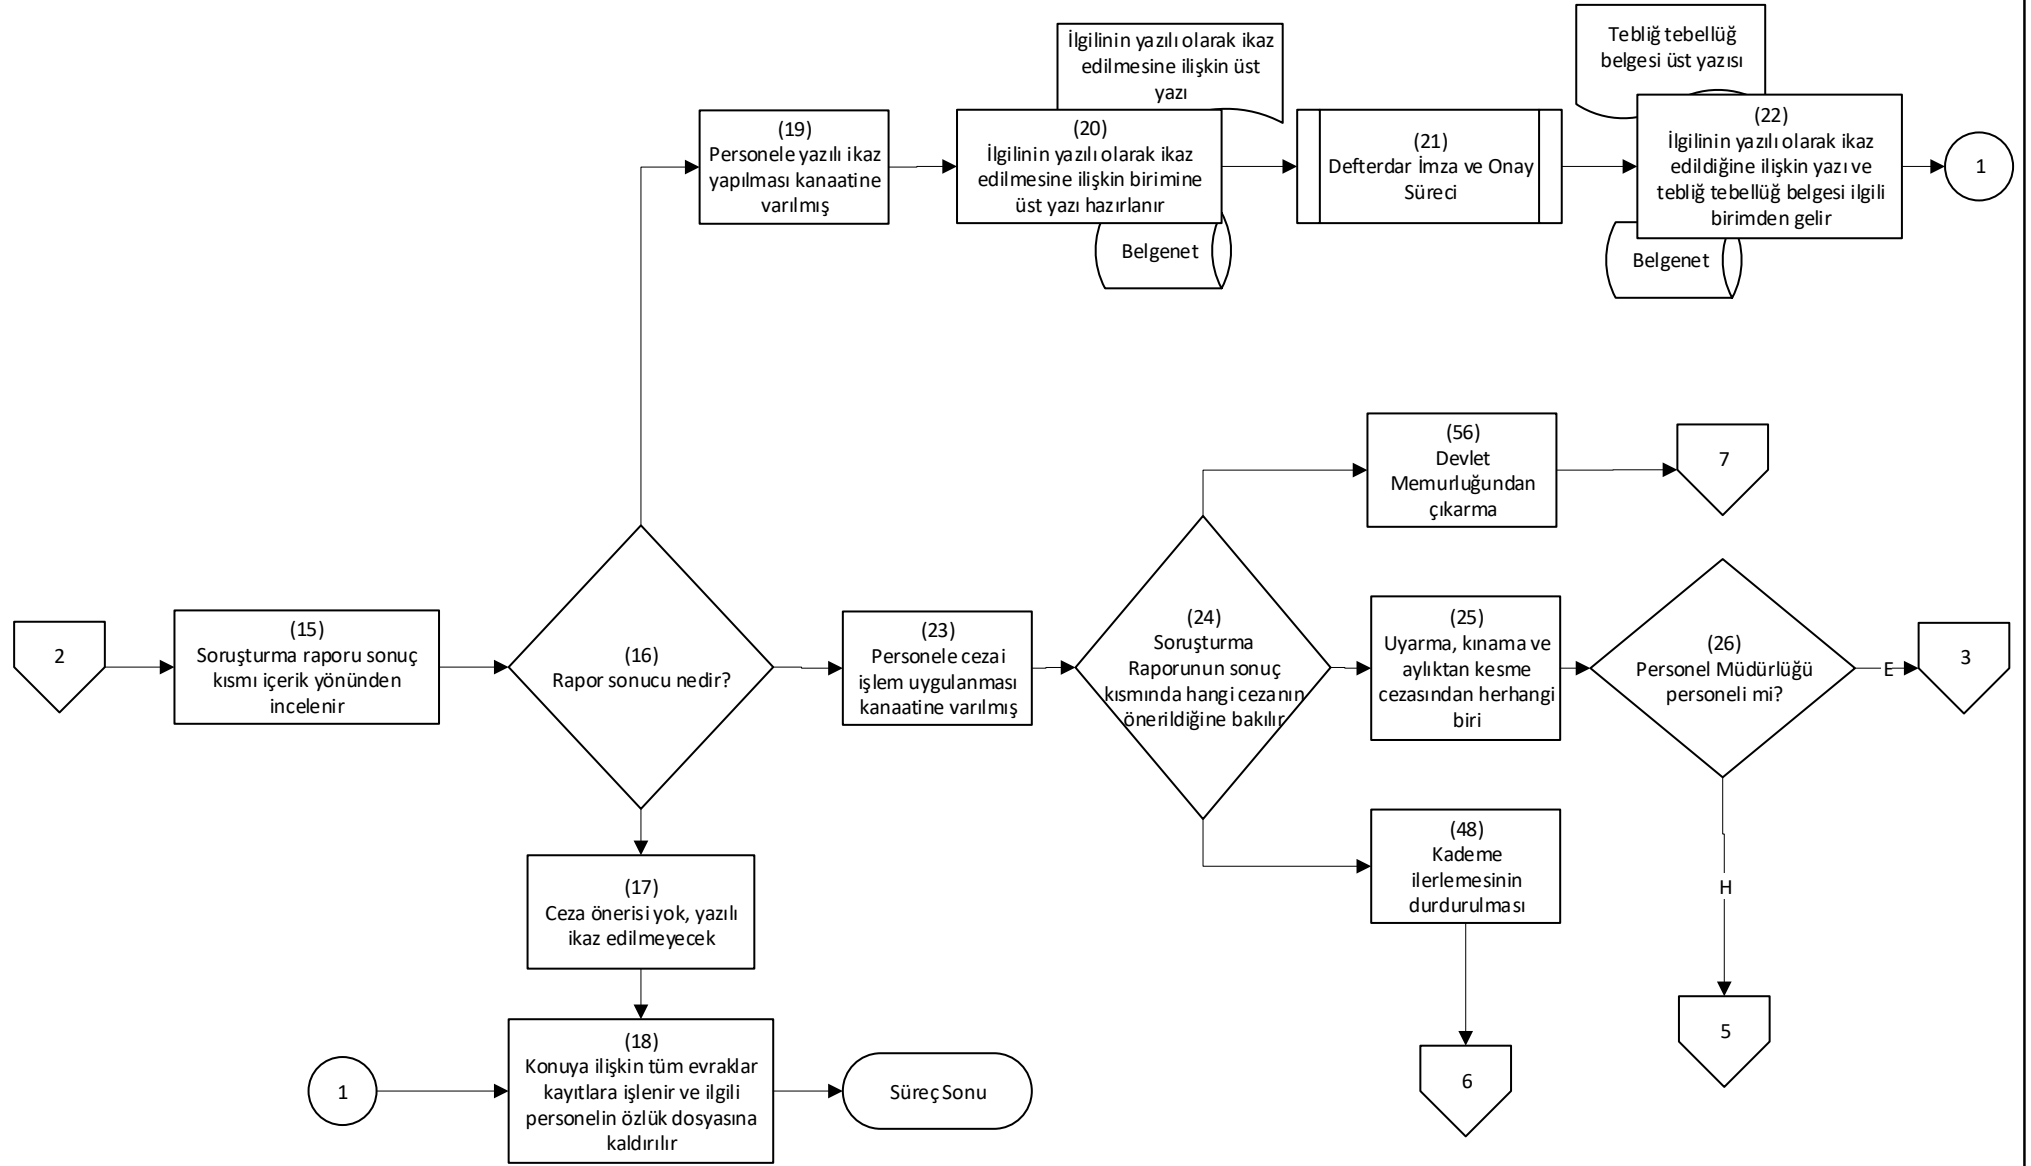 İlgilinin yazılı olarak ikaz
edilmesine ilişkin üst
yazı
Tebliğ tebellüğ
belgesi üst yazısı
(19)
Personele yazılı ikaz
yapılması kanaatine
varılmış
(20)
İlgilinin yazılı olarak ikaz
edilmesine ilişkin birimine
üst yazı hazırlanır
Belgenet
(21)
Defterdar İmza ve Onay
Süreci
(22)
İlgilinin yazılı olarak ikaz
edildiğine ilişkin yazı ve
tebliğ tebellüğ belgesi ilgili
birimden gelir
Belgenet
1
(56)
Devlet
Memurluğundan
çıkarma
7
2
(15)
Soruşturma raporu sonuç
kısmı içerik yönünden
incelenir
(16)
Rapor sonucu nedir?
(23)
Personele cezai
işlem uygulanması
kanaatine varılmış
(24)
Soruşturma
Raporunun sonuç
kısmında hangi cezanın
önerildiğine bakılır
(25)
Uyarma, kınama ve
aylıktan kesme
cezasından herhangi
biri
(26)
Personel Müdürlüğü
personeli mi?
E
3
(48)
Kademe
ilerlemesinin
durdurulması
H
(17)
Ceza önerisi yok, yazılı
ikaz edilmeyecek
5
6
1
(18)
Konuya ilişkin tüm evraklar
kayıtlara işlenir ve ilgili
personelin özlük dosyasına
kaldırılır
Süreç Sonu